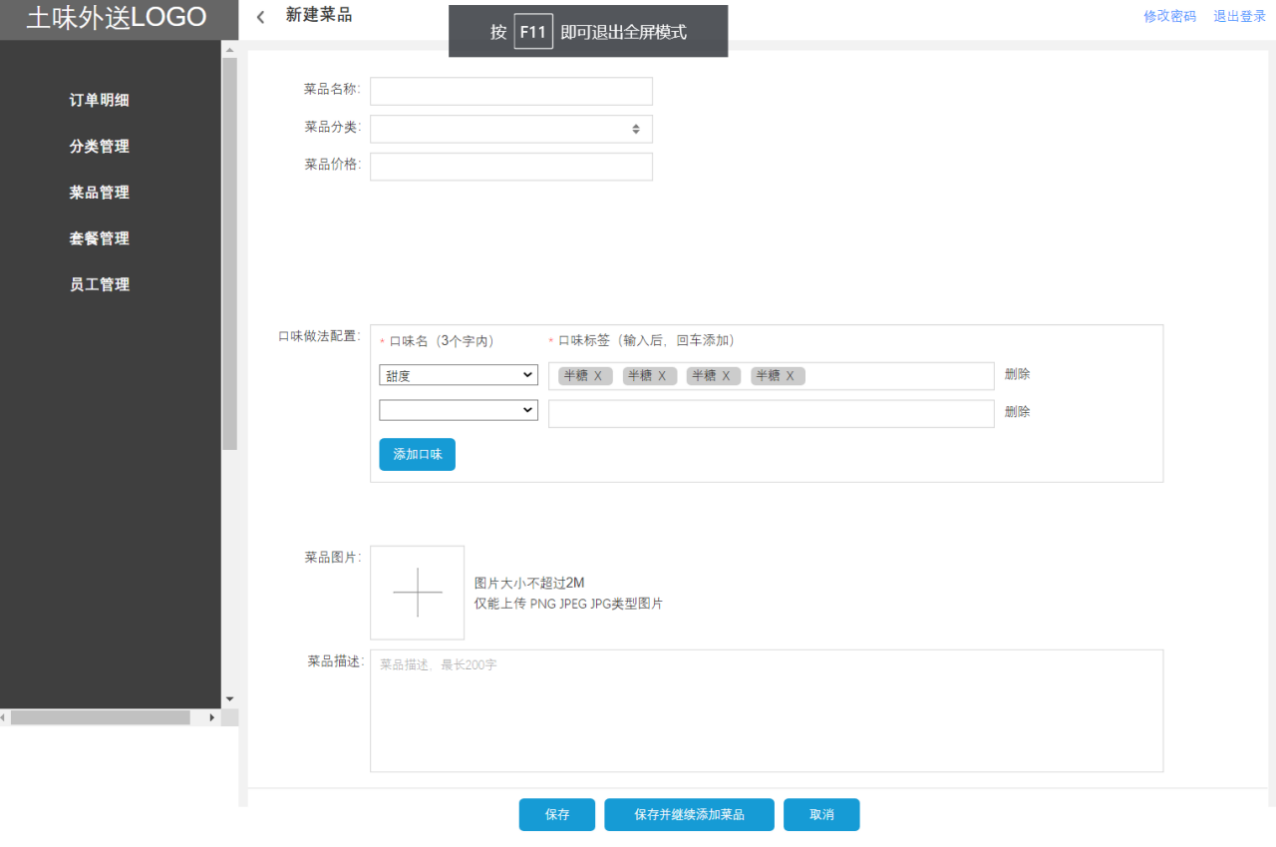 土味外送LOGO
新建菜品
按 F11 即可退出全屏模式
修改密码 退出登录
订单明细
分类管理
菜品管理
套餐管理
员工管理
菜品名称:
菜品分类:
菜品价格:
口味做法配置:
* 口味名（3个字内）
* 口味标签（输入后，回车添加）
甜度
半糖 X 半糖 X 半糖 X 半糖 X
删除
删除
添加口味
菜品图片:
图片大小不超过2M
仅能上传 PNG JPEG JPG类型图片
菜品描述:
菜品描述，最长200字
保存 保存并继续添加菜品 取消